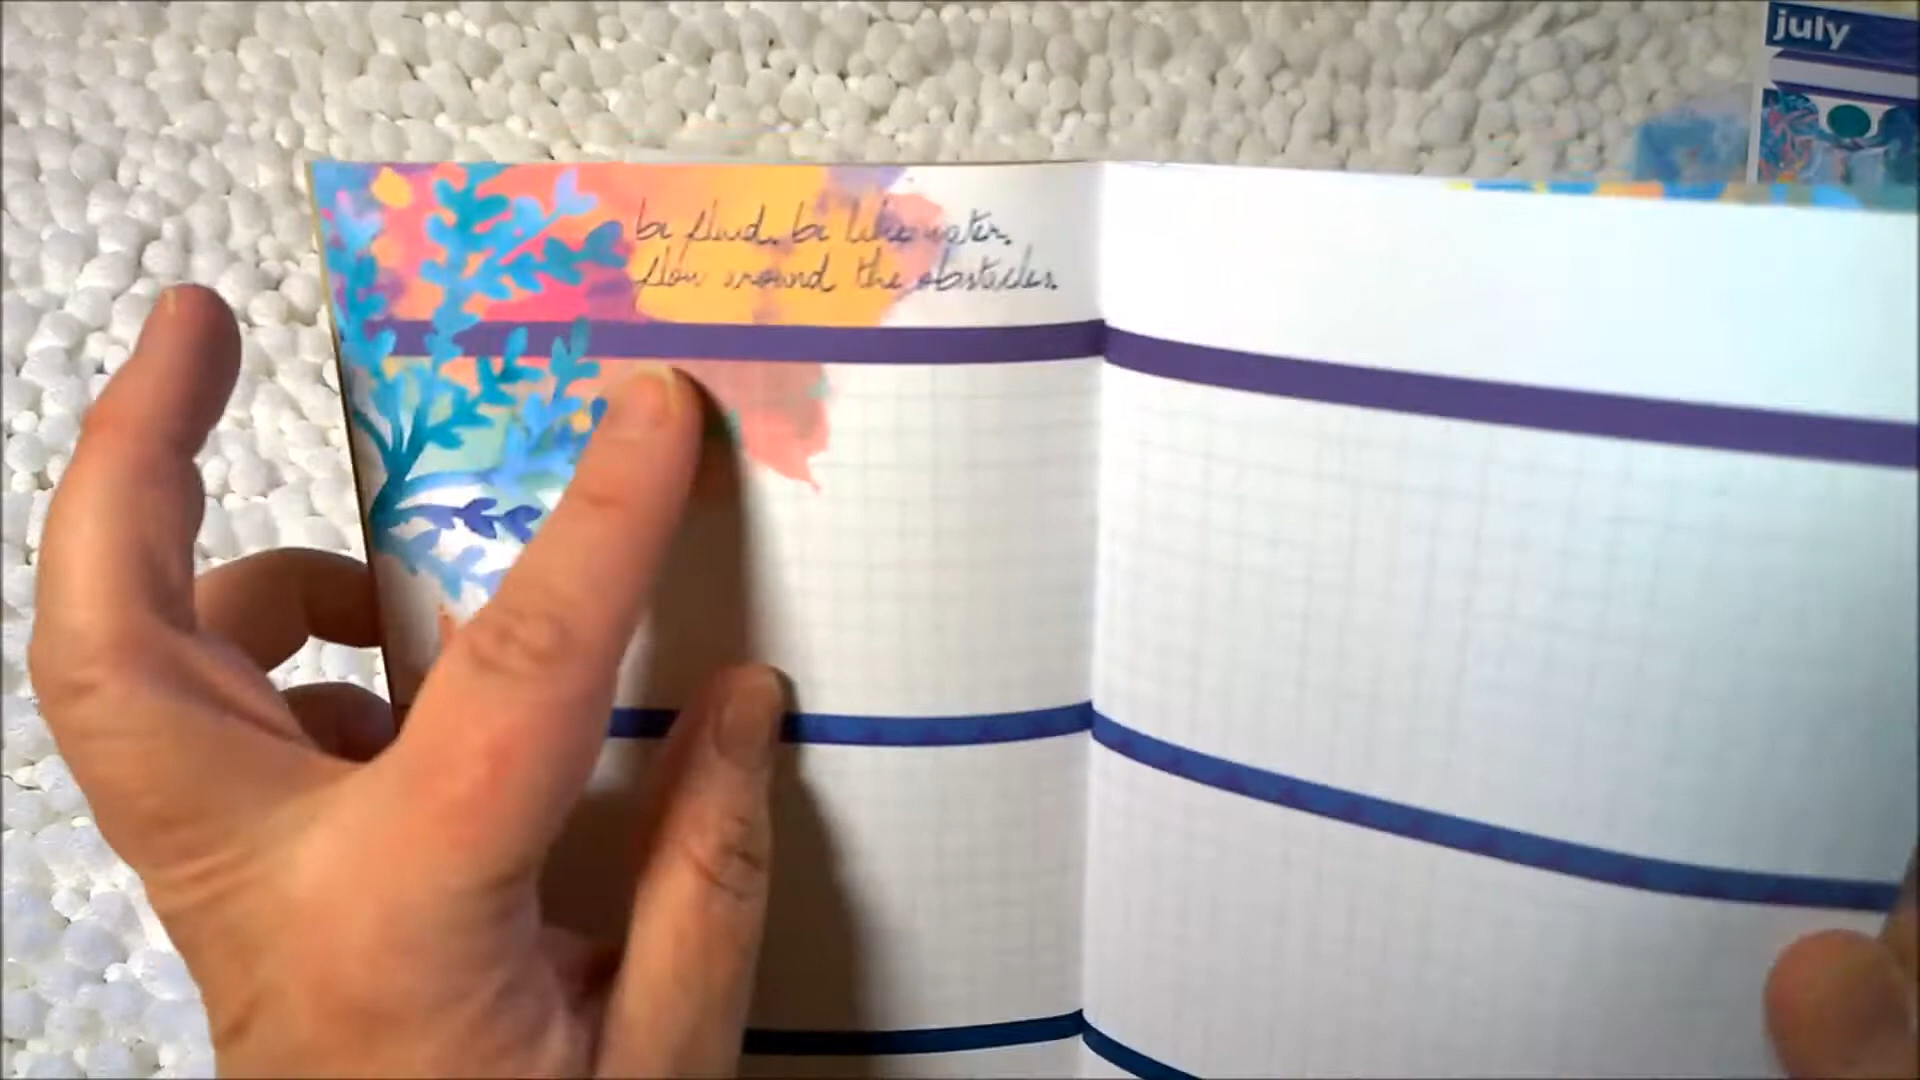 july
be fluid. be like water.
flow around the obstacles.